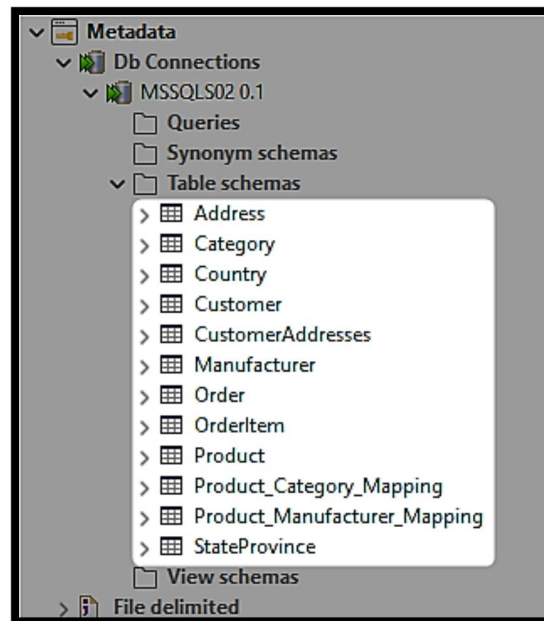 Metadata
Db Connections
MSSQLS02 0.1
Queries
Synonym schemas
Table schemas
Address
Category
Country
Customer
CustomerAddresses
Manufacturer
Order
OrderItem
Product
Product_Category_Mapping
Product_Manufacturer_Mapping
StateProvince
View schemas
File delimited